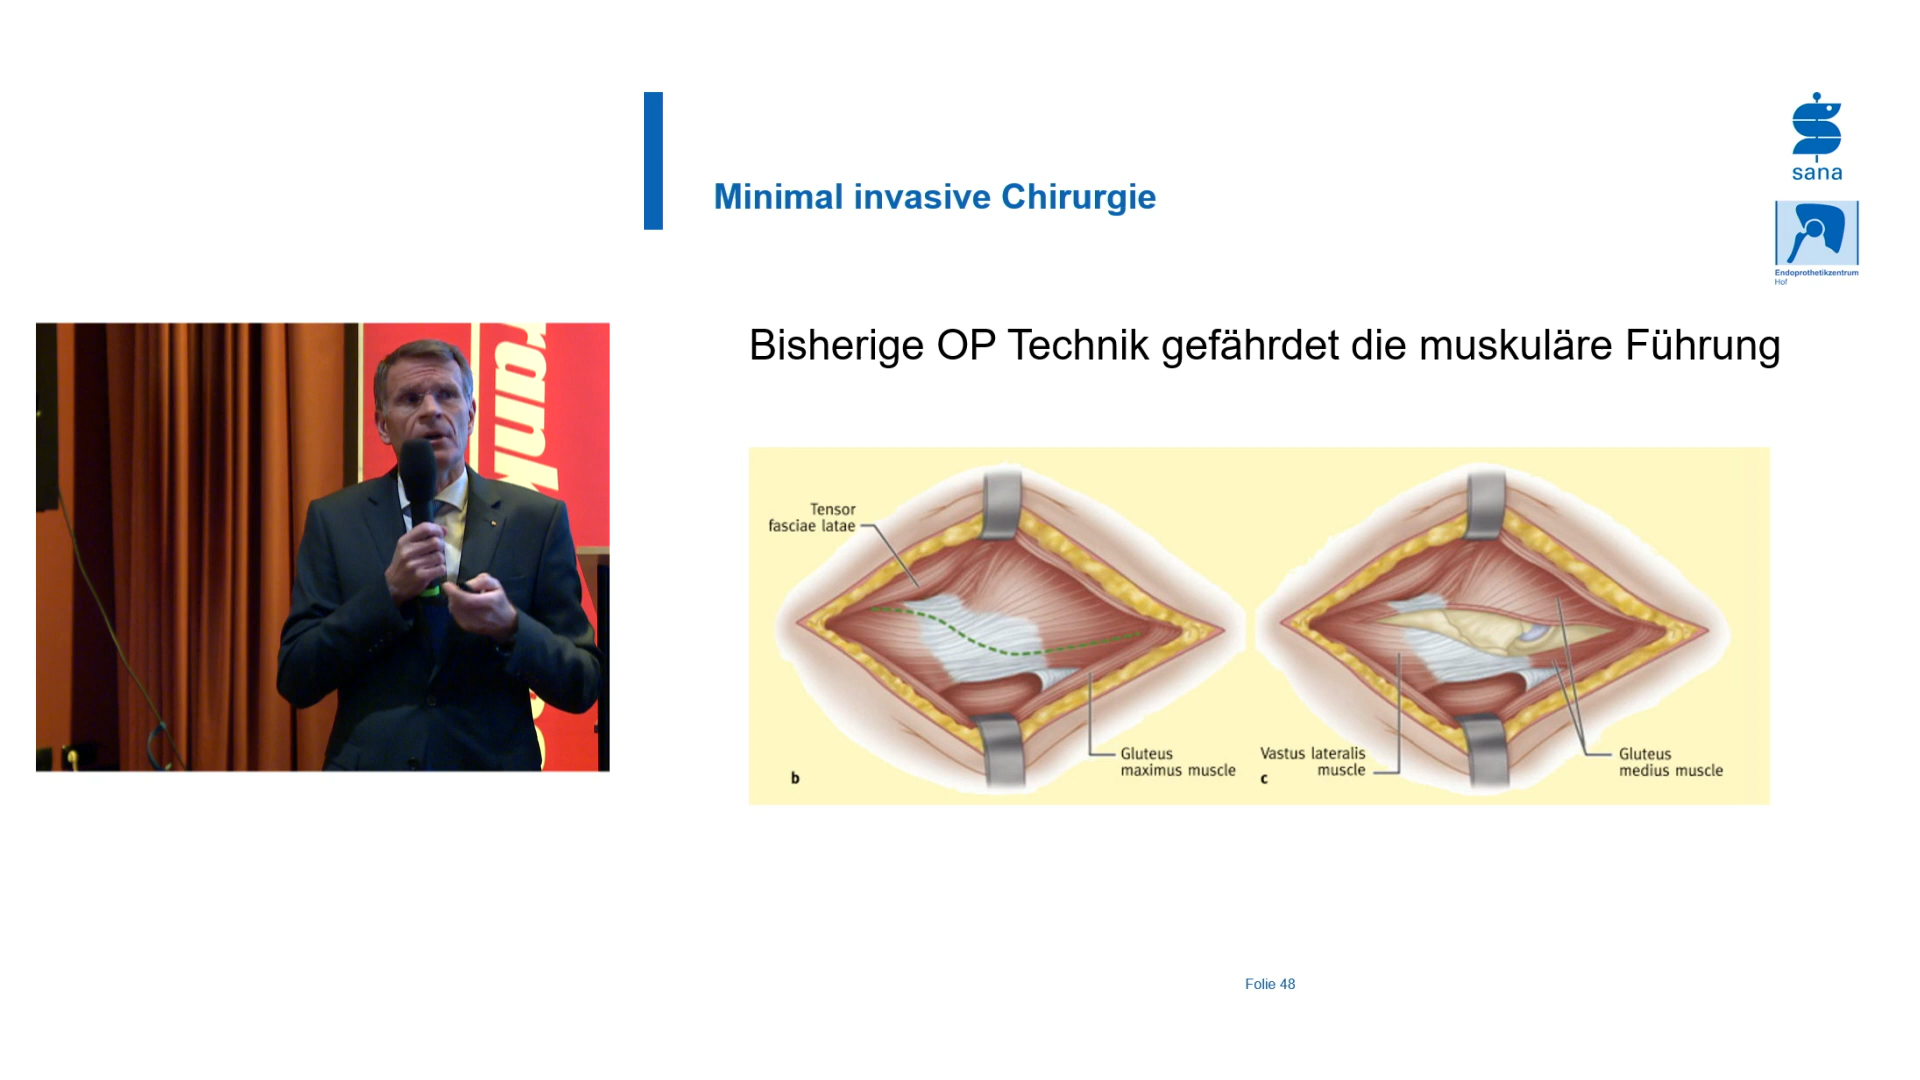 Minimal invasive Chirurgie
sana
Endoprothetikzentrum
Hof
Bisherige OP Technik gefährdet die muskuläre Führung
Tensor
fasciae latae
Gluteus
maximus muscle
b
Vastus lateralis
muscle
c
Gluteus
medius muscle
Folie 48